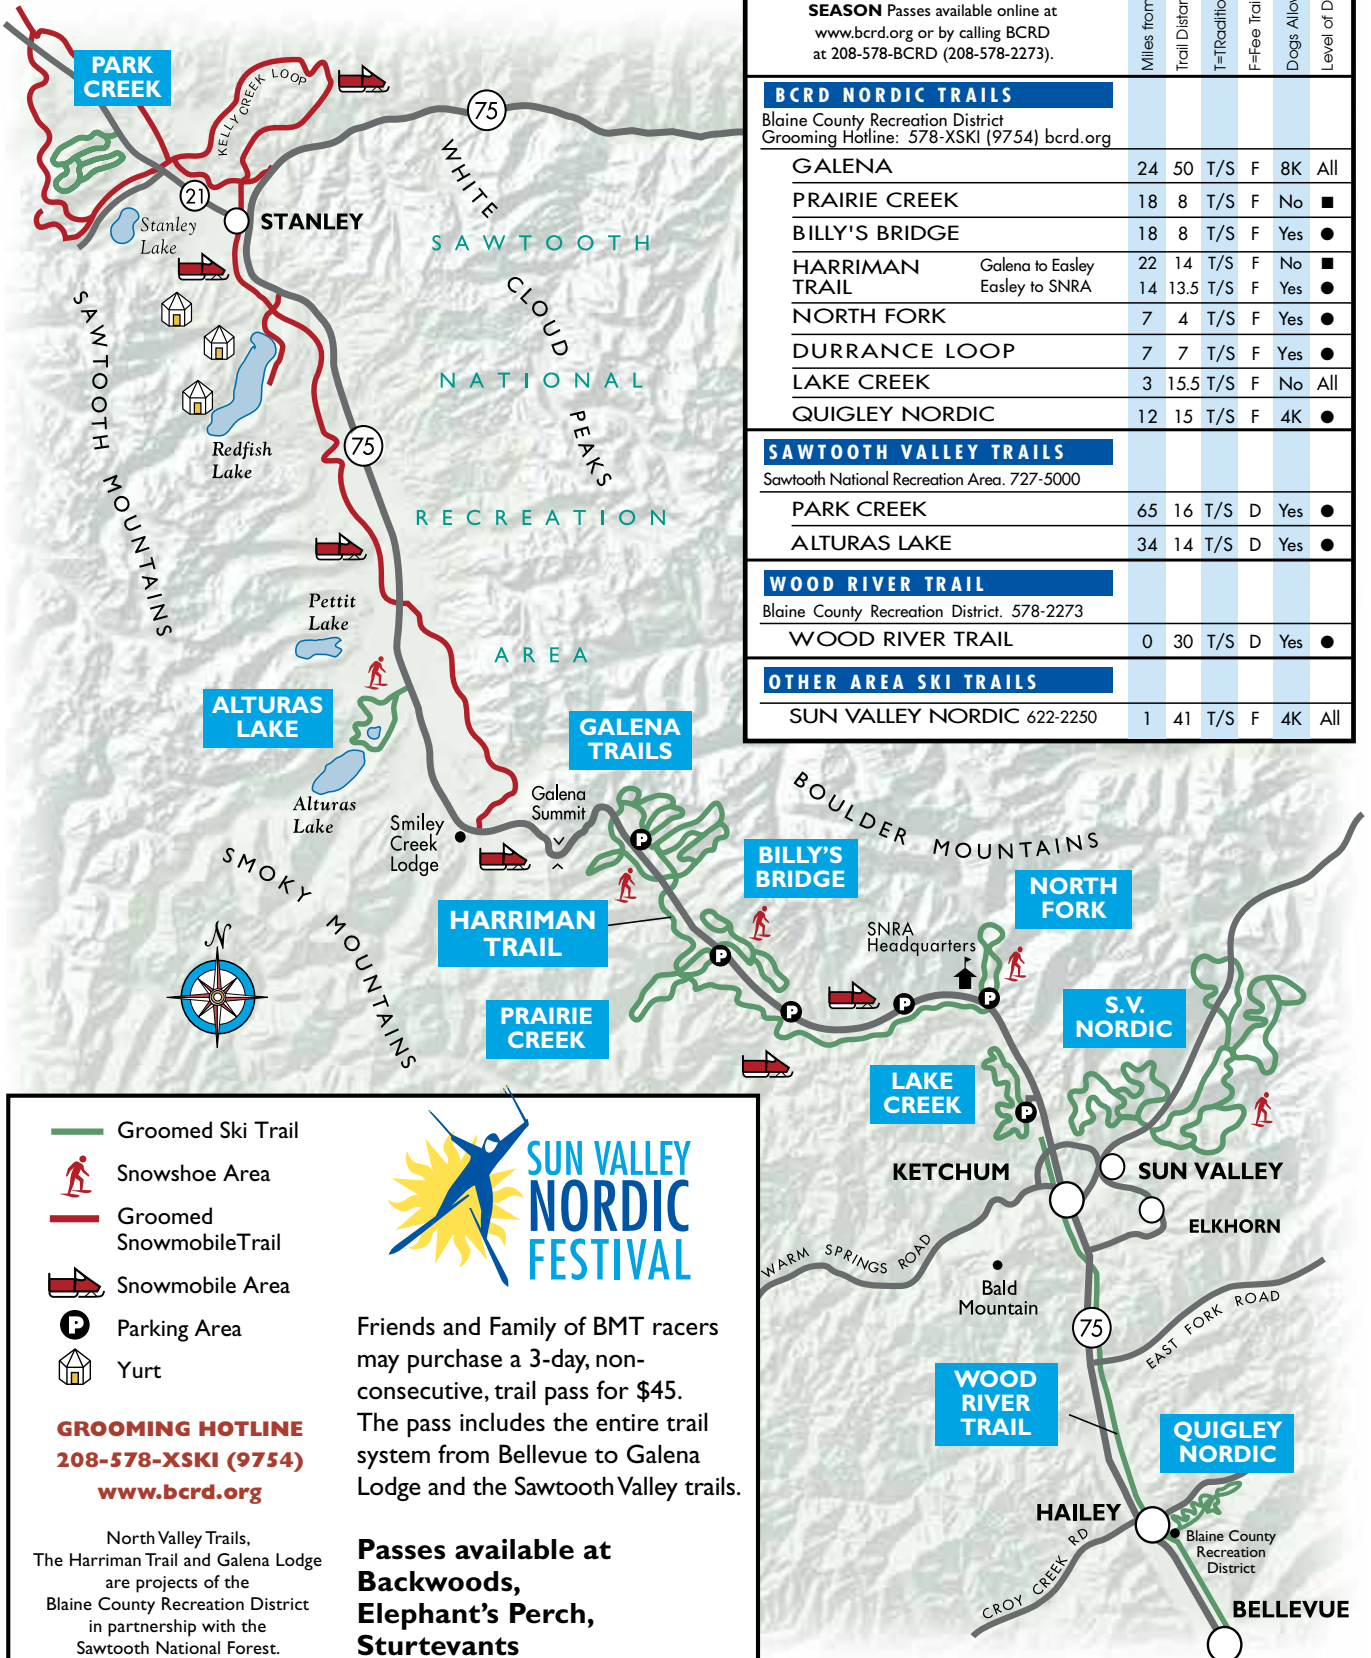 SEASON Passes available online at
www.bcrd.org or by calling BCRD
at 208-578-BCRD (208-578-2273).
Miles from
Trail Distan
T=TRaditio
F=Fee Trai
Dogs Allo
Level of D
BCRD NORDIC TRAILS
Blaine County Recreation District
Grooming Hotline: 578-XSKI (9754) bcrd.org
GALENA 24 50 T/S F 8K All
PRAIRIE CREEK 18 8 T/S F No ■
BILLY'S BRIDGE 18 8 T/S F Yes ●
HARRIMAN Galena to Easley 22 14 T/S F No ■
TRAIL Easley to SNRA 14 13.5 T/S F Yes ●
NORTH FORK 7 4 T/S F Yes ●
DURRANCE LOOP 7 7 T/S F Yes ●
LAKE CREEK 3 15.5 T/S F No All
QUIGLEY NORDIC 12 15 T/S F 4K ●
SAWTOOTH VALLEY TRAILS
Sawtooth National Recreation Area. 727-5000
PARK CREEK 65 16 T/S D Yes ●
ALTURAS LAKE 34 14 T/S D Yes ●
WOOD RIVER TRAIL
Blaine County Recreation District. 578-2273
WOOD RIVER TRAIL 0 30 T/S D Yes ●
OTHER AREA SKI TRAILS
SUN VALLEY NORDIC 622-2250 1 41 T/S F 4K All
PARK
CREEK
KELLY CREEK LOOP
75
21
STANLEY
Stanley
Lake
WHITE CLOUD PEAKS
SAWTOOTH
NATIONAL
RECREATION
AREA
SAWTOOTH MOUNTAINS
Redfish
Lake
75
Pettit
Lake
ALTURAS
LAKE
Alturas
Lake
GALENA
TRAILS
Galena
Summit
Smiley
Creek
Lodge
SMOKY MOUNTAINS
BOULDER MOUNTAINS
BILLY'S
BRIDGE
NORTH
FORK
HARRIMAN
TRAIL
SNRA
Headquarters
N
P
P
P
P
P
PRAIRIE
CREEK
S.V.
NORDIC
LAKE
CREEK
P
KETCHUM
SUN VALLEY
ELKHORN
WARM SPRINGS ROAD
Bald
Mountain
75
EAST FORK ROAD
WOOD
RIVER
TRAIL
QUIGLEY
NORDIC
HAILEY
Blaine County
Recreation
District
CROY CREEK RD
BELLEVUE
Groomed Ski Trail
Snowshoe Area
Groomed
SnowmobileTrail
Snowmobile Area
P Parking Area
Yurt
GROOMING HOTLINE
208-578-XSKI (9754)
www.bcrd.org
North Valley Trails,
The Harriman Trail and Galena Lodge
are projects of the
Blaine County Recreation District
in partnership with the
Sawtooth National Forest.
SUN VALLEY
NORDIC
FESTIVAL
Friends and Family of BMT racers
may purchase a 3-day, non-
consecutive, trail pass for $45.
The pass includes the entire trail
system from Bellevue to Galena
Lodge and the Sawtooth Valley trails.
Passes available at
Backwoods,
Elephant's Perch,
Sturtevants